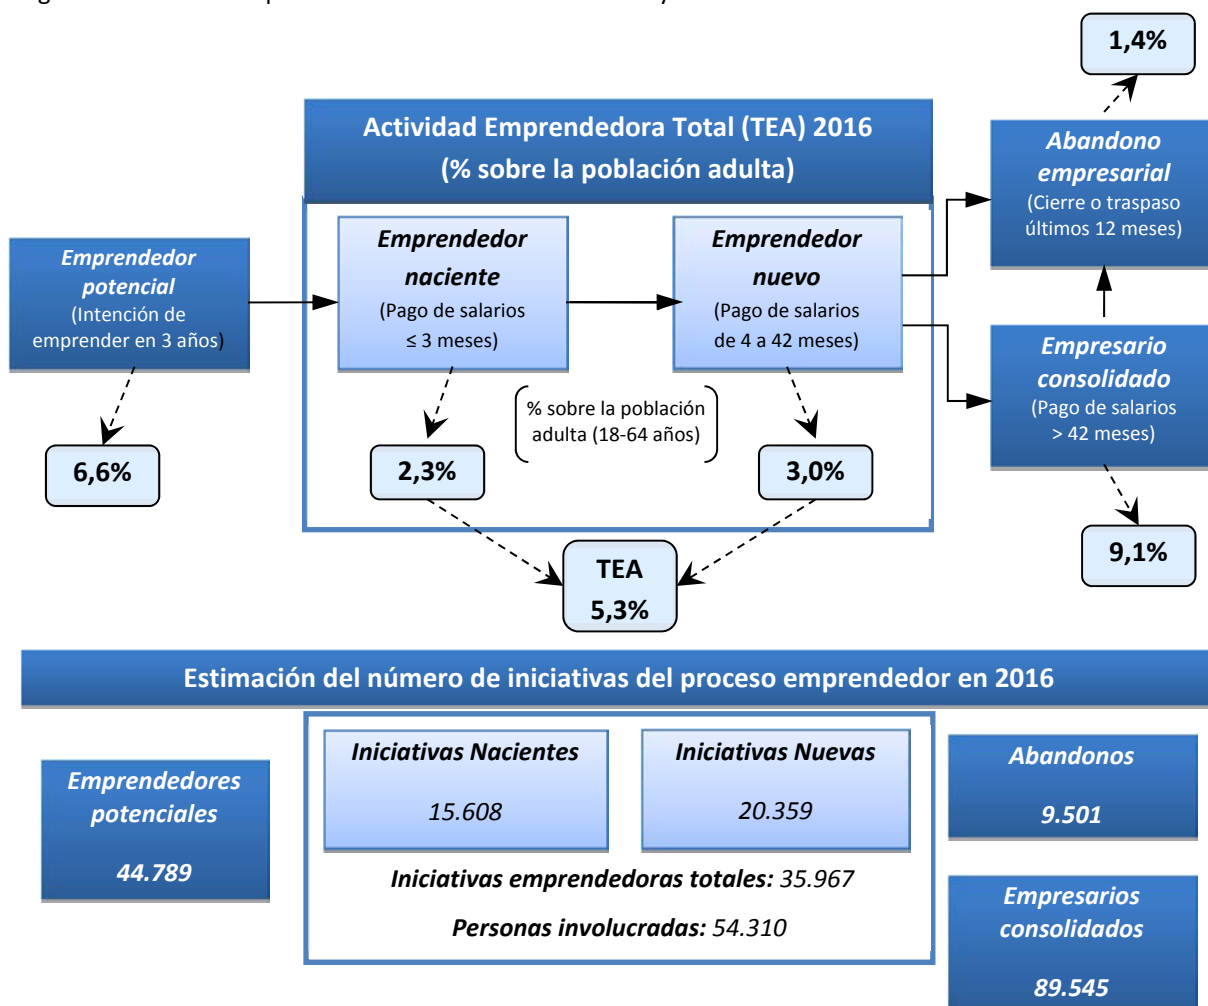 1,4%
Actividad Emprendedora Total (TEA) 2016
(% sobre la población adulta)
Abandono
empresarial
(Cierre o traspaso
últimos 12 meses)
Emprendedor
potencial
(Intención de
emprender en 3 años)
Emprendedor
naciente
(Pago de salarios
≤ 3 meses)
Emprendedor
nuevo
(Pago de salarios
de 4 a 42 meses)
Empresario
consolidado
(Pago de salarios
> 42 meses)
% sobre la población
adulta (18-64 años)
6,6%
2,3%
3,0%
9,1%
TEA
5,3%
Estimación del número de iniciativas del proceso emprendedor en 2016
Emprendedores
potenciales
44.789
Iniciativas Nacientes
15.608
Iniciativas Nuevas
20.359
Iniciativas emprendedoras totales: 35.967
Personas involucradas: 54.310
Abandonos
9.501
Empresarios
consolidados
89.545